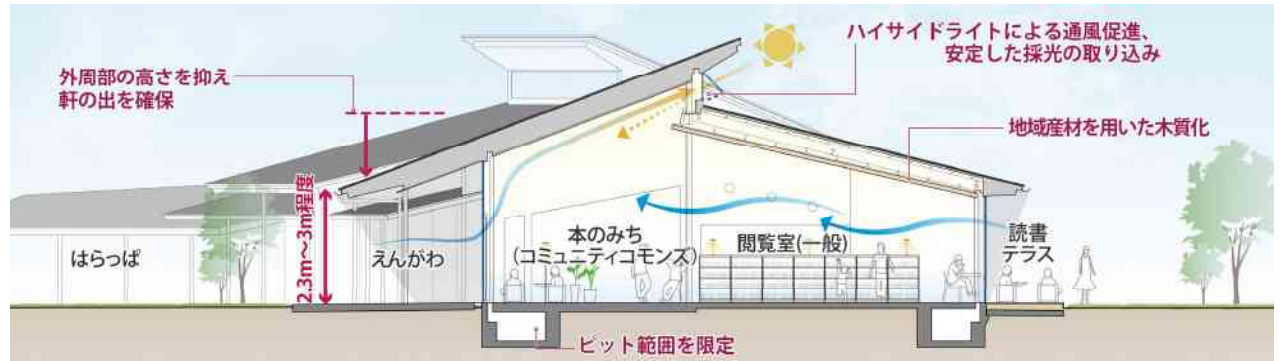 外周部の高さを抑え
軒の出を確保
ハイサイドライトによる通風促進、
安定した採光の取り込み
地域産材を用いた木質化
2.3m〜3m程度
はらっぱ
えんがわ
本のみち
(コミュニティコモンズ)
閲覧室(一般)
読書
テラス
ピット範囲を限定